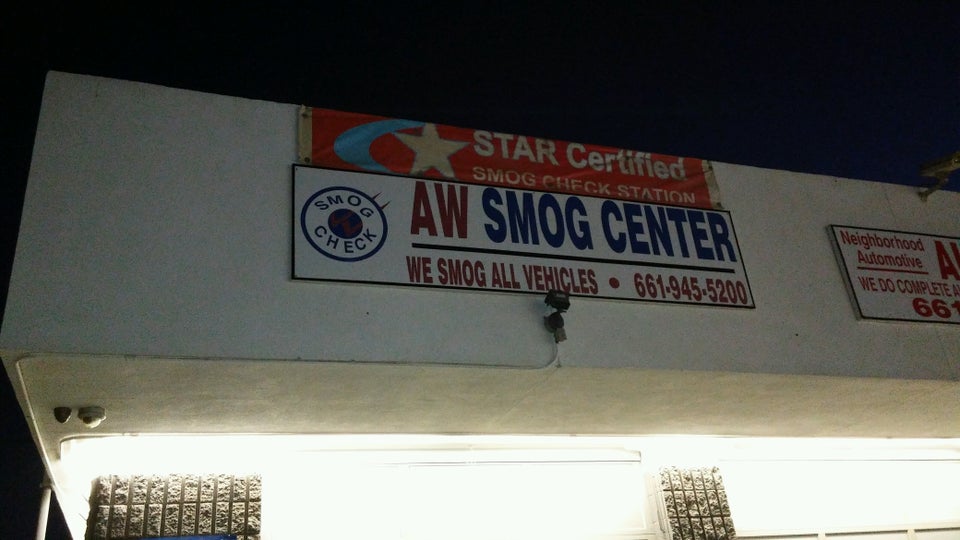 STAR Certified
SMOG CHECK STATION
SMOG
CHECK
AW SMOG CENTER
WE SMOG ALL VEHICLES • 661-945-5200
Neighborhood
Automotive
WE DO COMPLETE
661